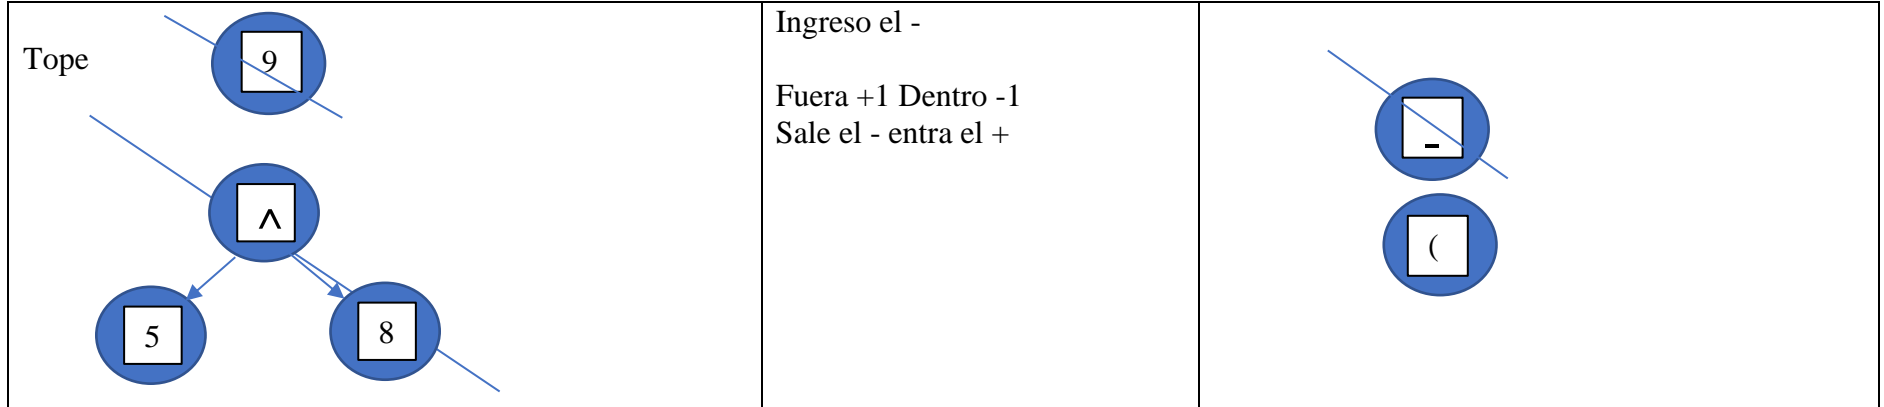 Tope
9
^
5
8
Ingreso el -
Fuera +1 Dentro -1
Sale el - entra el +
-
(